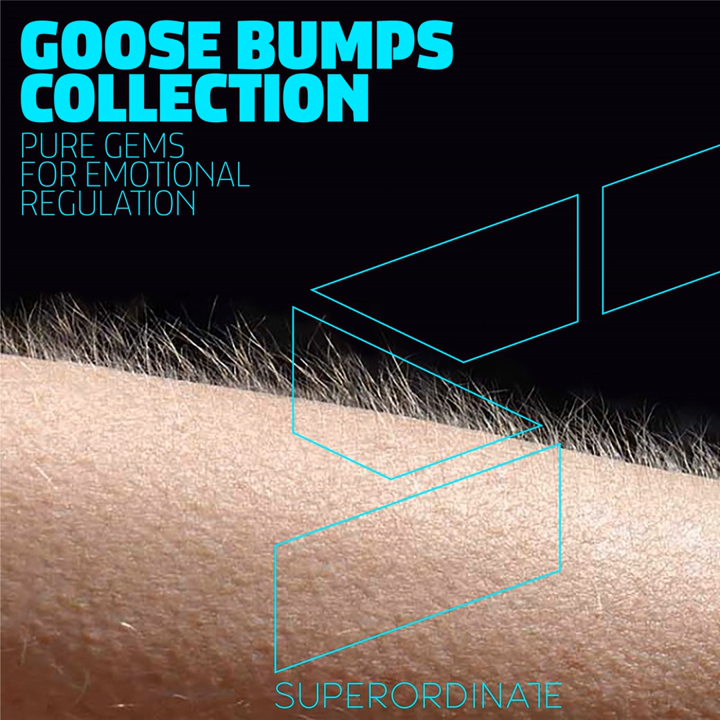 GOOSE BUMPS
COLLECTION
PURE GEMS
FOR EMOTIONAL
REGULATION
SUPERORDINATE